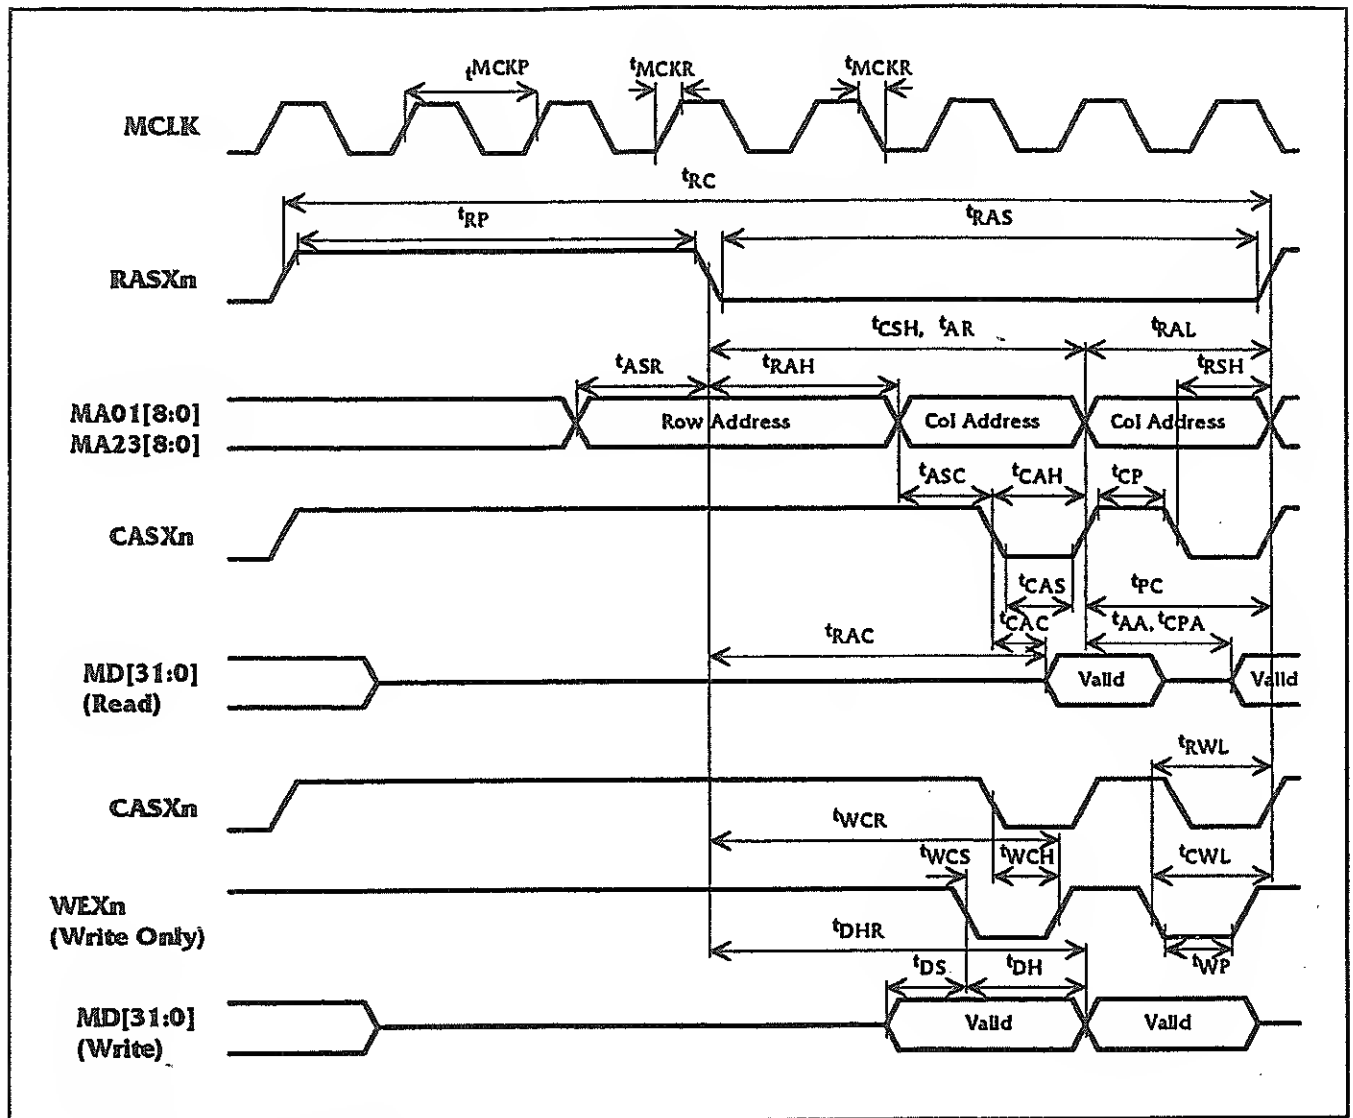 tMCKP tMCKR tMCKR
MCLK
tRC
tRP tRAS
RASXn
tCSH, tAR tRAL
tASR tRAH tRSH
MA01[8:0] Row Address Col Address Col Address
MA23[8:0]
tASC tCAH tCP
CASXn
tCAS tPC
tCAC tAA, tCPA
tRAC
MD[31:0] Valid Valid
(Read)
tRWL
CASXn
tWCR
tWCS tWCH tCWL
WEXn
(Write Only)
tDHR
tDS tDH tWP
MD[31:0] Valid Valid
(Write)